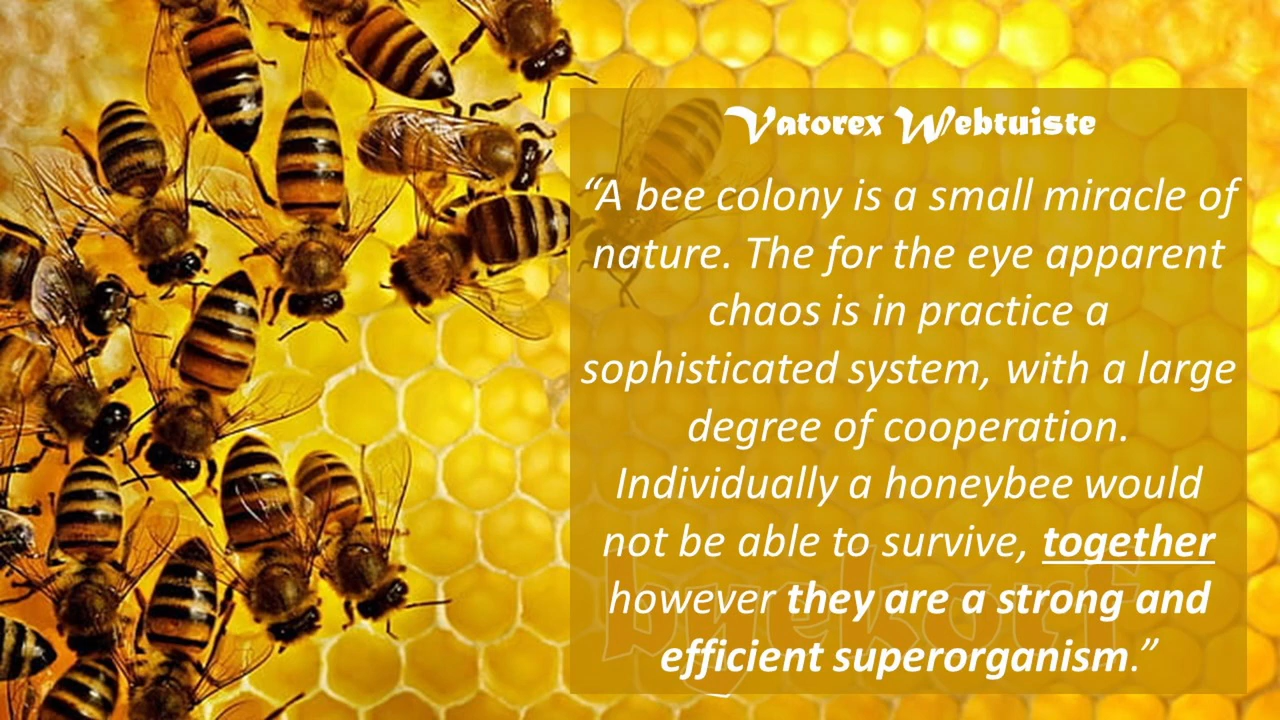 Vatorex Webtuiste
“A bee colony is a small miracle of
nature. The for the eye apparent
chaos is in practice a
sophisticated system, with a large
degree of cooperation.
Individually a honeybee would
not be able to survive, together
however they are a strong and
efficient superorganism.”
byekorf